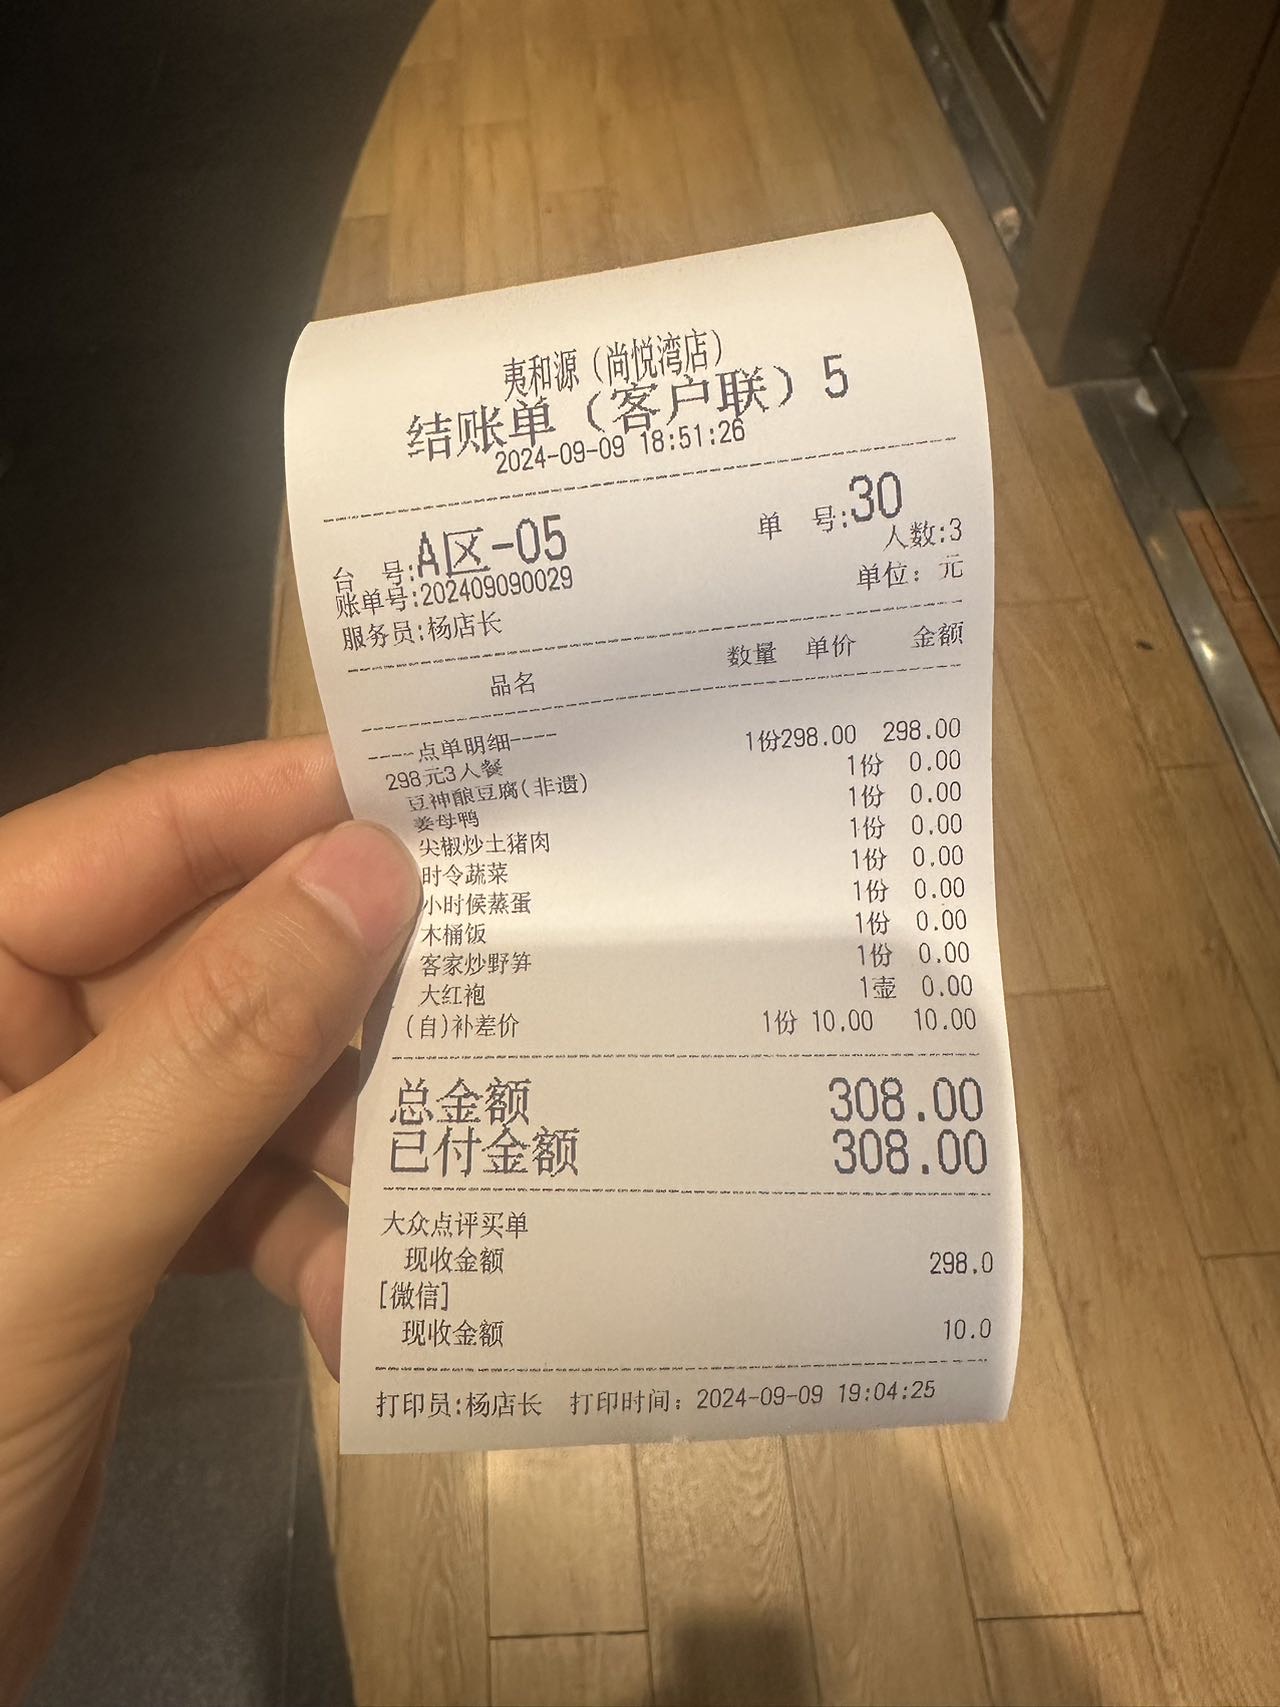 夷和源（尚悦湾店）
结账单（客户联）5
2024-09-09 18:51:26
台 号:A区-05 单 号:30
账单号:202409090029 人数:3
服务员:杨店长 单位：元
品名 数量 单价 金额
----点单明细----
298元3人餐 1份298.00 298.00
豆神酿豆腐(非遗) 1份 0.00
姜母鸭 1份 0.00
尖椒炒土猪肉 1份 0.00
时令蔬菜 1份 0.00
小时候蒸蛋 1份 0.00
木桶饭 1份 0.00
客家炒野笋 1份 0.00
大红袍 1壶 0.00
(自)补差价 1份 10.00 10.00
总金额 308.00
已付金额 308.00
大众点评买单
现收金额 298.0
[微信]
现收金额 10.0
打印员:杨店长 打印时间：2024-09-09 19:04:25